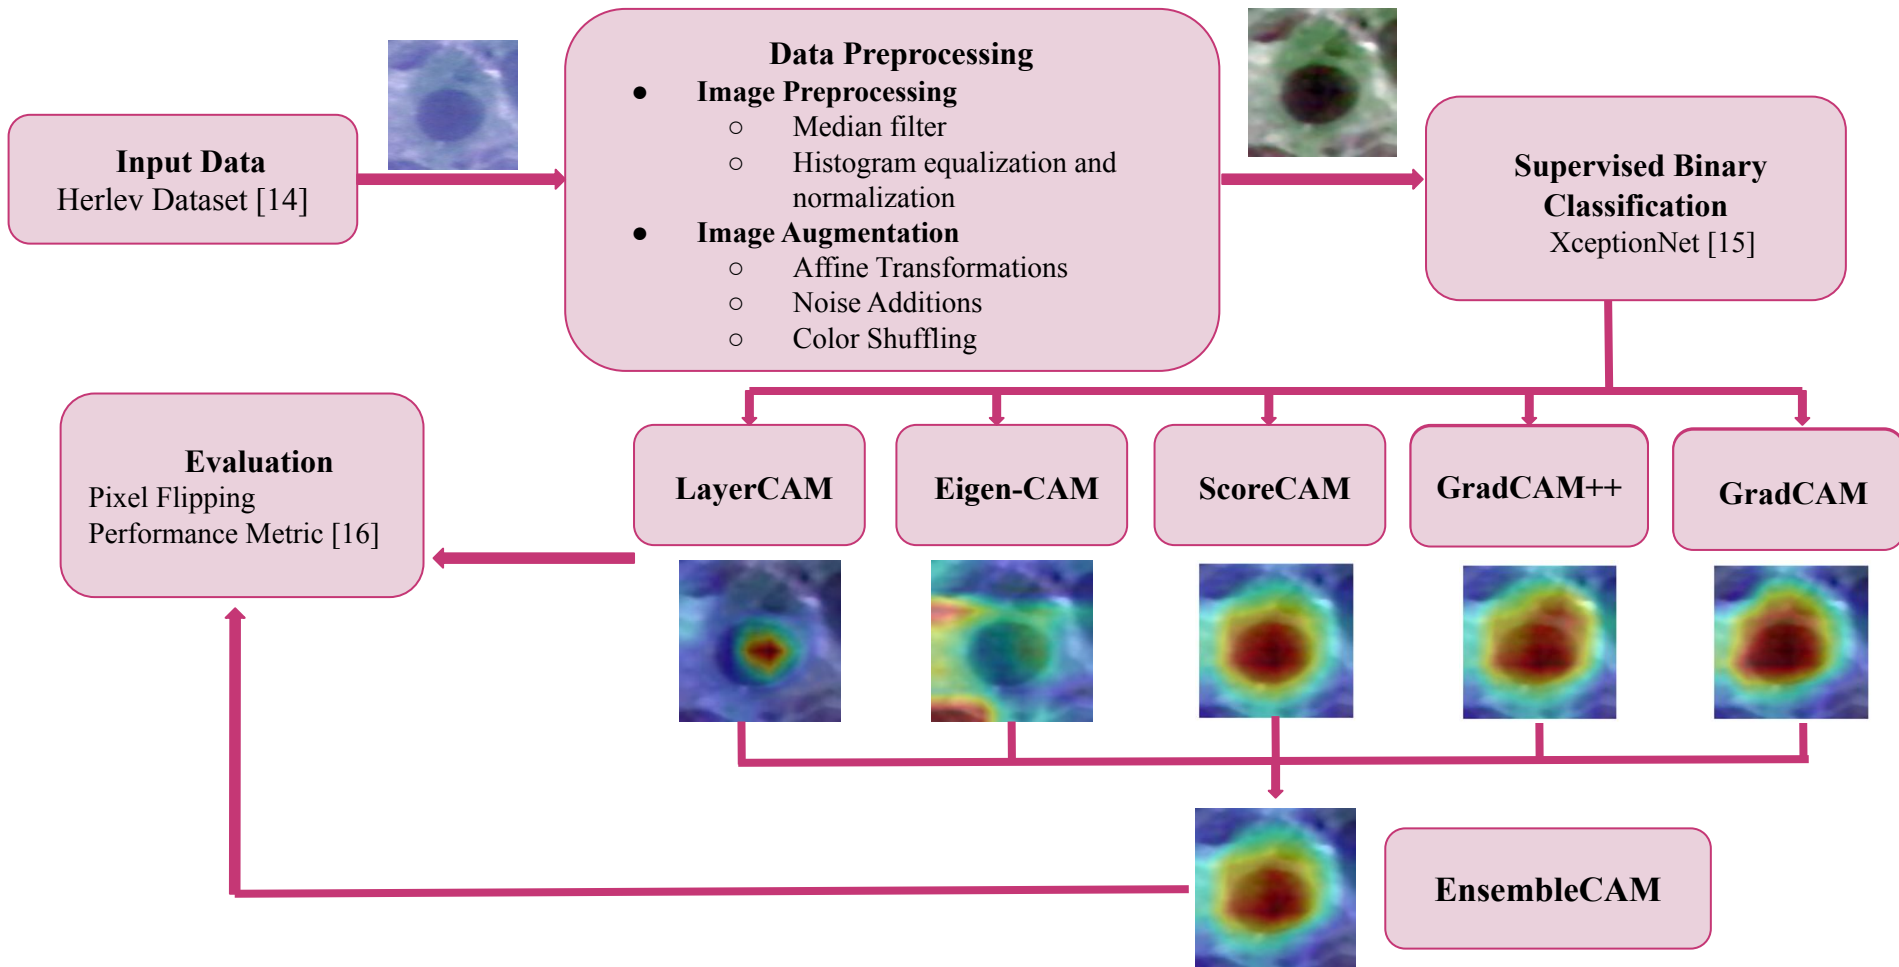 Input Data
Herlev Dataset [14]
Data Preprocessing
● Image Preprocessing
○ Median filter
○ Histogram equalization and
normalization
● Image Augmentation
○ Affine Transformations
○ Noise Additions
○ Color Shuffling
Supervised Binary
Classification
XceptionNet [15]
LayerCAM
Eigen-CAM
ScoreCAM
GradCAM++
GradCAM
Evaluation
Pixel Flipping
Performance Metric [16]
EnsembleCAM